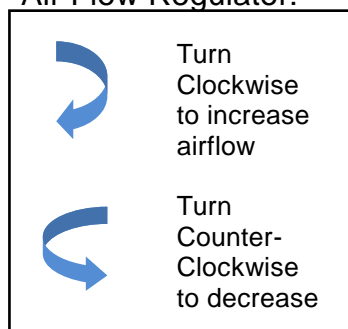 Air Flow Regulator:
Turn
Clockwise
to increase
airflow
Turn
Counter-
Clockwise
to decrease